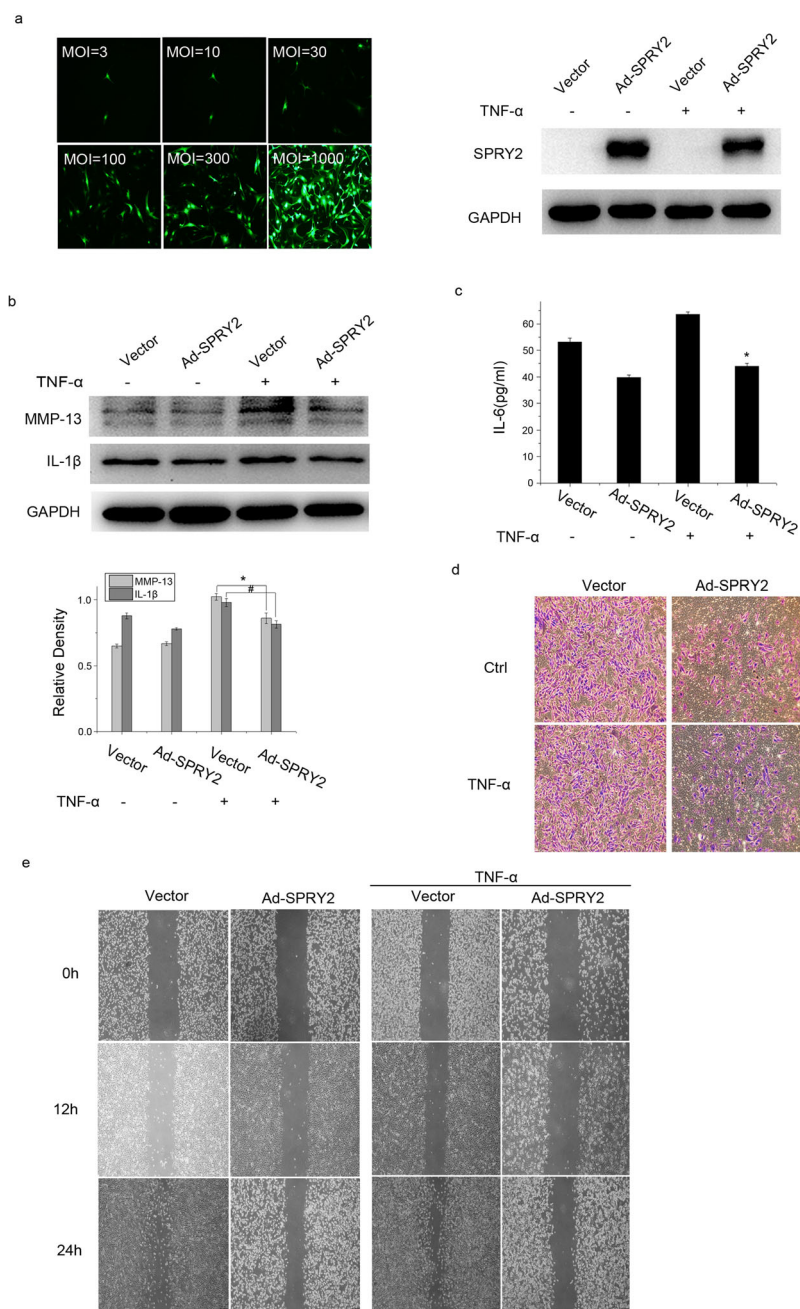 a
MOI=3 MOI=10 MOI=30
MOI=100 MOI=300 MOI=1000
Vector Ad-SPRY2 Vector Ad-SPRY2
TNF-α - - + +
SPRY2
GAPDH
b
Vector Ad-SPRY2 Vector Ad-SPRY2
TNF-α - - + +
MMP-13
IL-1β
GAPDH
MMP-13
IL-1β
* #
1.0
0.5
0.0
Relative Density
Vector Ad-SPRY2 Vector Ad-SPRY2
TNF-α - - + +
c
60
50
40
30
20
10
0
IL-6(pg/ml)
*
Vector Ad-SPRY2 Vector Ad-SPRY2
TNF-α - - + +
d
Vector Ad-SPRY2
Ctrl
TNF-α
e
TNF-α
Vector Ad-SPRY2 Vector Ad-SPRY2
0h
12h
24h